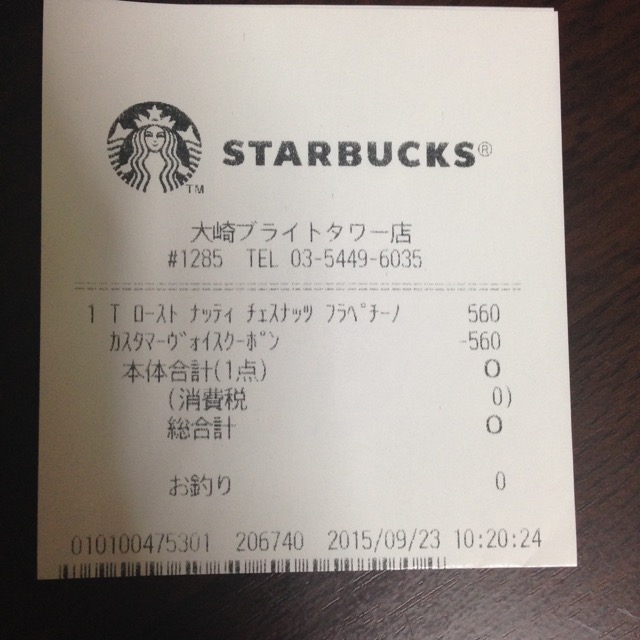 TM
STARBUCKS®
大崎ブライトタワー店
#1285 TEL 03-5449-6035
1 T ロースト ナッティ チェスナッツ フラペチーノ 560
カスタマーヴォイスクーポン -560
本体合計(1点) 0
(消費税 0)
総合計 0
お釣り 0
010100475301 206740 2015/09/23 10:20:24